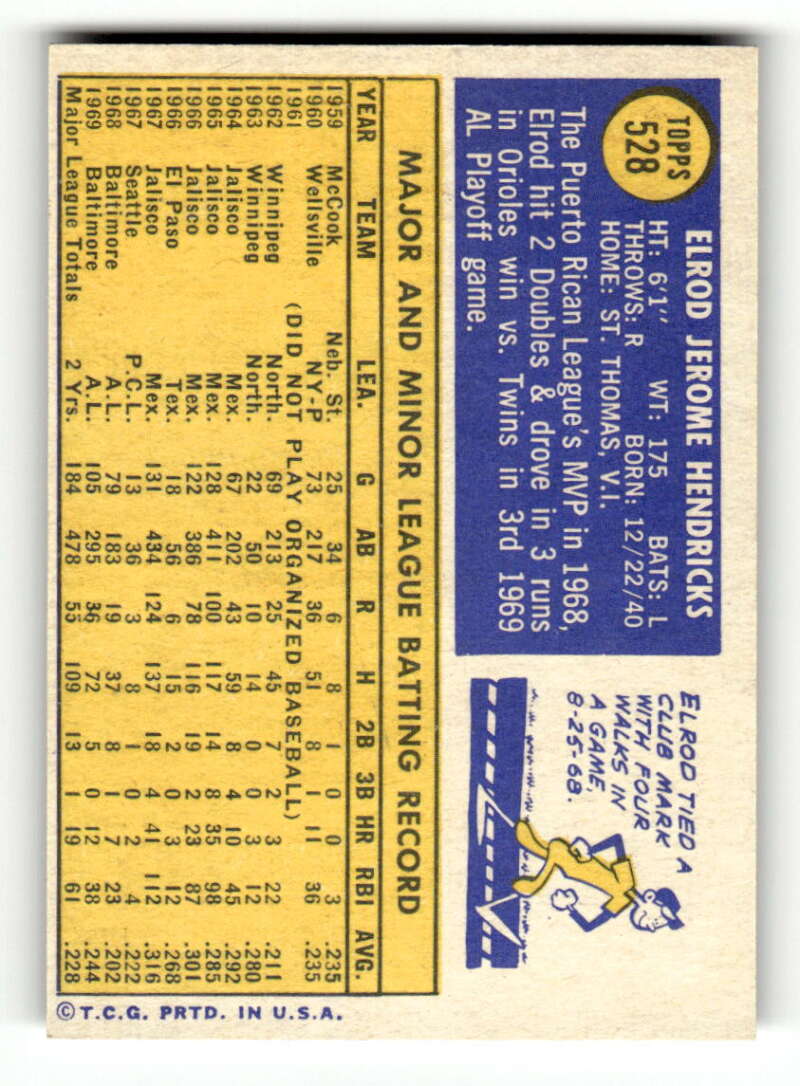 TOPPS
528
ELROD JEROME HENDRICKS
HT: 6'1" WT: 175 BATS: L
THROWS: R BORN: 12/22/40
HOME: ST. THOMAS, V.I.
The Puerto Rican League's MVP in 1968,
Elrod hit 2 Doubles & drove in 3 runs
in Orioles win vs. Twins in 3rd 1969
AL Playoff game.
ELROD TIED A
CLUB MARK
WITH FOUR
WALKS IN
A GAME,
8-25-68.
MAJOR AND MINOR LEAGUE BATTING RECORD
YEAR TEAM LEA. G AB R H 2B 3B HR RBI AVG.
1959 McCook Neb. St. 25 34 6 8 1 0 0 3 .235
1960 Wellsville NY-P 73 217 36 51 8 1 11 36 .235
1961 (DID NOT PLAY ORGANIZED BASEBALL)
1962 Winnipeg North. 69 213 25 45 7 2 3 22 .211
1963 Winnipeg North. 22 50 10 14 0 0 3 12 .280
1964 Jalisco Mex. 67 202 43 59 8 4 10 45 .292
1965 Jalisco Mex. 128 411 100 117 14 8 35 98 .285
1966 Jalisco Mex. 122 386 78 116 19 2 23 87 .301
1966 El Paso Tex. 18 56 6 15 2 0 3 12 .268
1967 Jalisco Mex. 131 434 124 137 18 4 41 112 .316
1967 Seattle P.C.L. 13 36 3 8 1 0 2 4 .222
1968 Baltimore A.L. 79 183 19 37 8 1 7 23 .202
1969 Baltimore A.L. 105 295 36 72 5 0 12 38 .244
Major League Totals 2 Yrs. 184 478 55 109 13 1 19 61 .228
© T.C.G. PRTD. IN U.S.A.